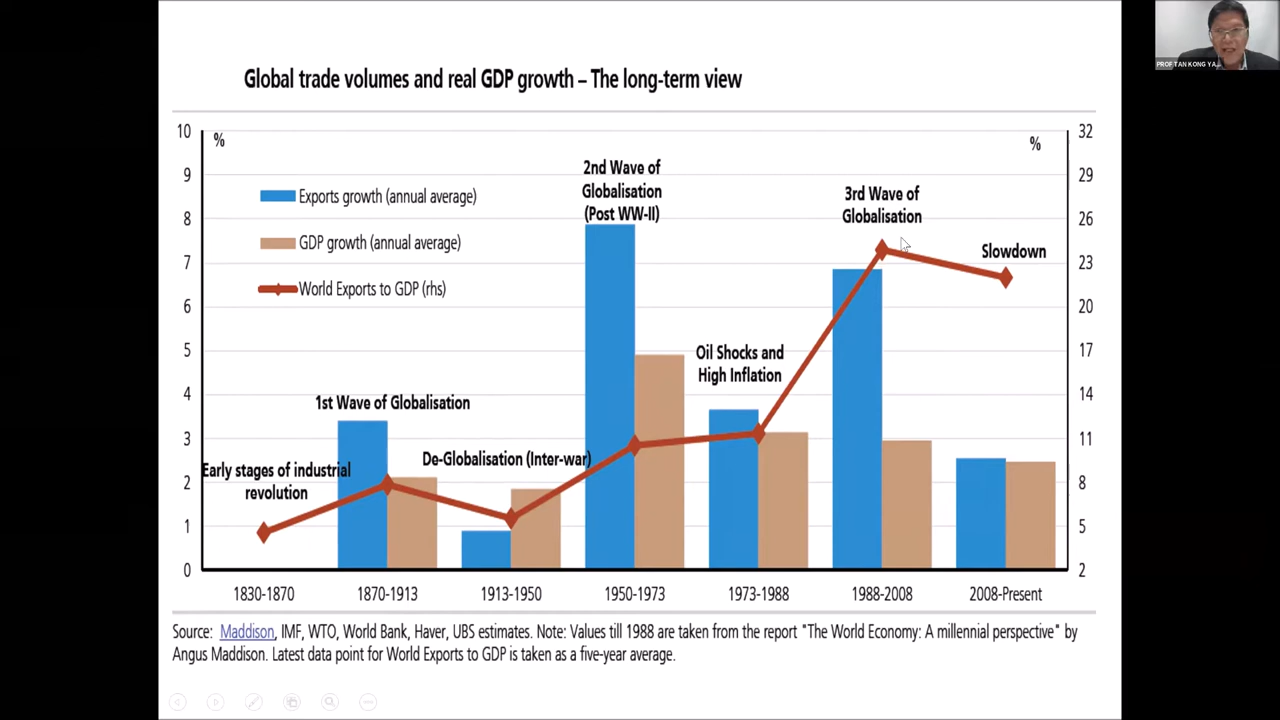 PROF TAN KONG YA...
Global trade volumes and real GDP growth – The long-term view
10
9
8
7
6
5
4
3
2
1
0
%
%
32
29
26
23
20
17
14
11
8
5
2
Exports growth (annual average)
GDP growth (annual average)
World Exports to GDP (rhs)
Early stages of industrial
revolution
1st Wave of Globalisation
De-Globalisation (Inter-war)
2nd Wave of
Globalisation
(Post WW-II)
Oil Shocks and
High Inflation
3rd Wave of
Globalisation
Slowdown
1830-1870
1870-1913
1913-1950
1950-1973
1973-1988
1988-2008
2008-Present
Source: Maddison, IMF, WTO, World Bank, Haver, UBS estimates. Note: Values till 1988 are taken from the report "The World Economy: A millennial perspective" by
Angus Maddison. Latest data point for World Exports to GDP is taken as a five-year average.